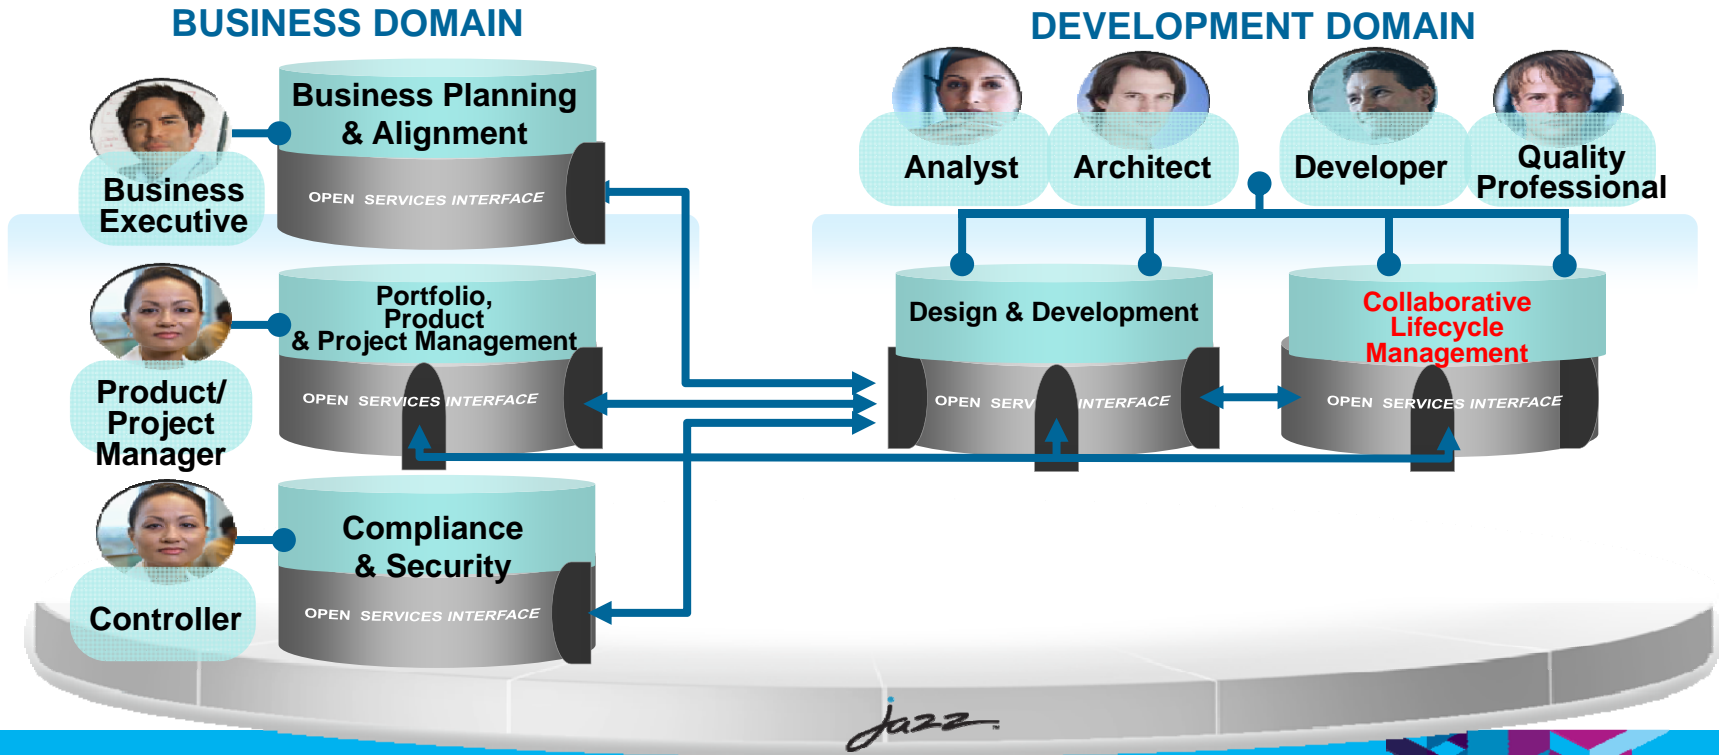 BUSINESS DOMAIN
Business Planning
& Alignment
OPEN SERVICES INTERFACE
Business
Executive
Portfolio,
Product
& Project Management
OPEN SERVICES INTERFACE
Product/
Project
Manager
Compliance
& Security
OPEN SERVICES INTERFACE
Controller
DEVELOPMENT DOMAIN
Analyst
Architect
Developer
Quality
Professional
Design & Development
OPEN SERV INTERFACE
Collaborative
Lifecycle
Management
OPEN SERVICES INTERFACE
jazz™